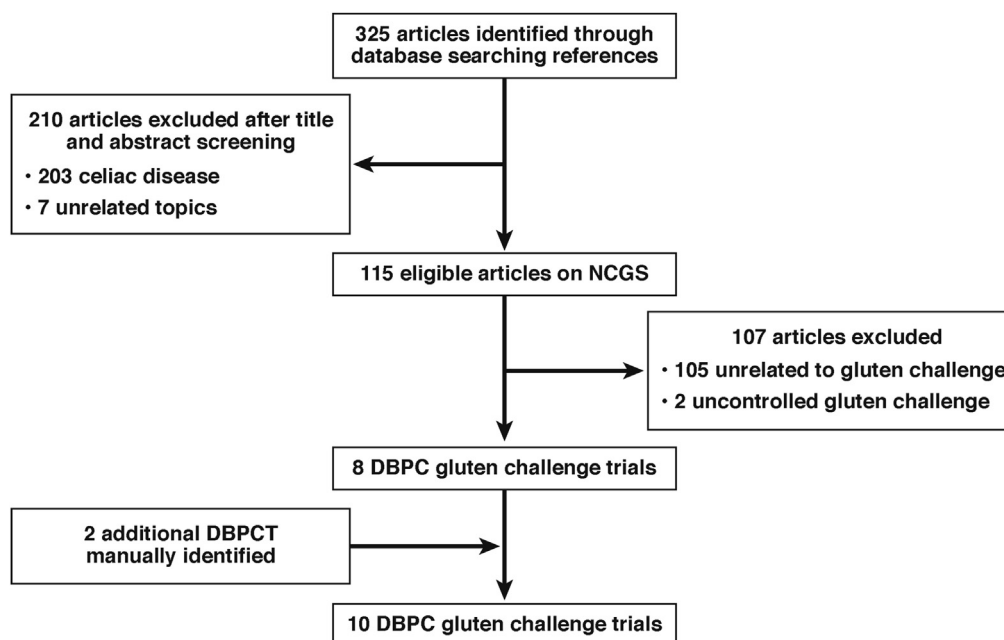 325 articles identified through
database searching references
210 articles excluded after title
and abstract screening
· 203 celiac disease
· 7 unrelated topics
115 eligible articles on NCGS
107 articles excluded
· 105 unrelated to gluten challenge
· 2 uncontrolled gluten challenge
8 DBPC gluten challenge trials
2 additional DBPCT
manually identified
10 DBPC gluten challenge trials